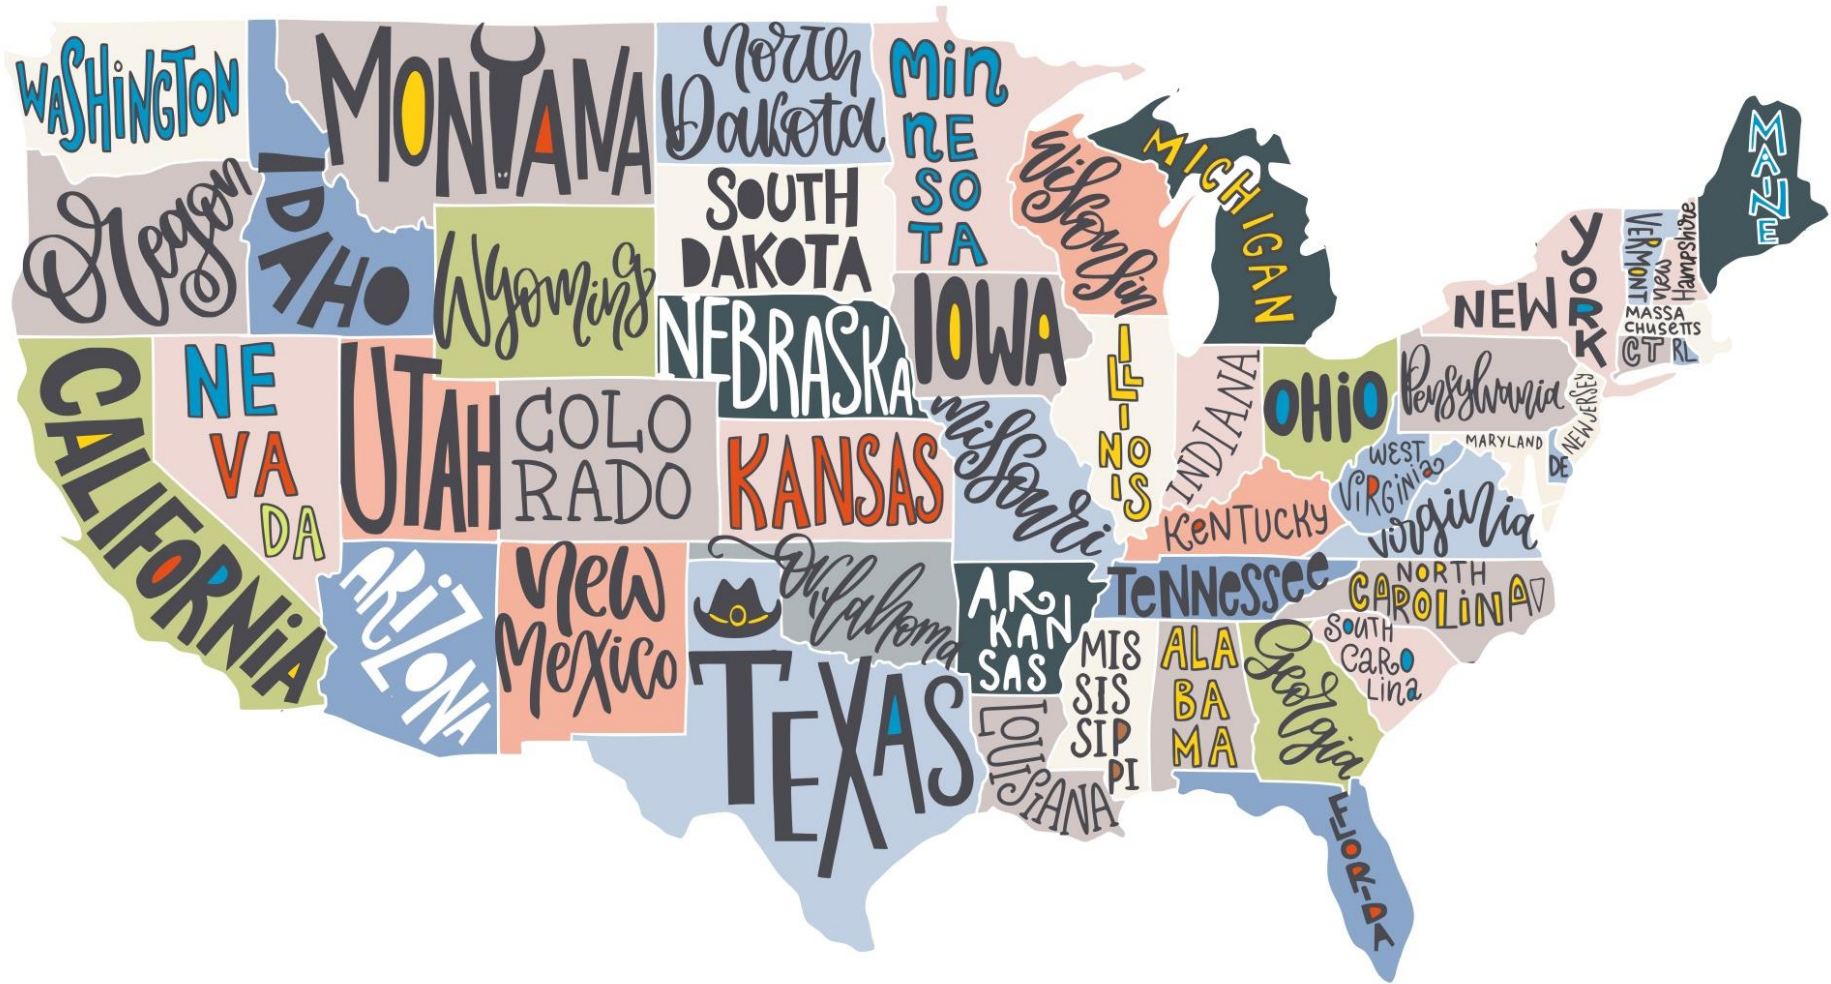 WASHINGTON
Oregon
CALIFORNIA
NE
VA
DA
IDAHO
MONTANA
Wyoming
UTAH
COLO
RADO
ARIZONA
New
Mexico
North
Dakota
SOUTH
DAKOTA
NEBRASKA
KANSAS
Oklahoma
TEXAS
Min
nE
SO
TA
IOWA
Missouri
AR
KAN
SAS
LOUiSiANA
Wisconsin
ILLINOIS
MICHIGAN
INDIANA
OHiO
KeNTUCKY
TeNNessee
MIS
SIS
SIP
PI
ALA
BA
MA
Georgia
FLORIDA
SOUTH
CaRO
Lina
NORTH
CAROLiNA
Virginia
WEST
VIRGINia
MARYLAND
DE
NEW JERSEY
Pensylvania
NEW
YORK
VERMONT
new
Hampshire
MAiNE
MASSA
CHUSETTS
CT
RI